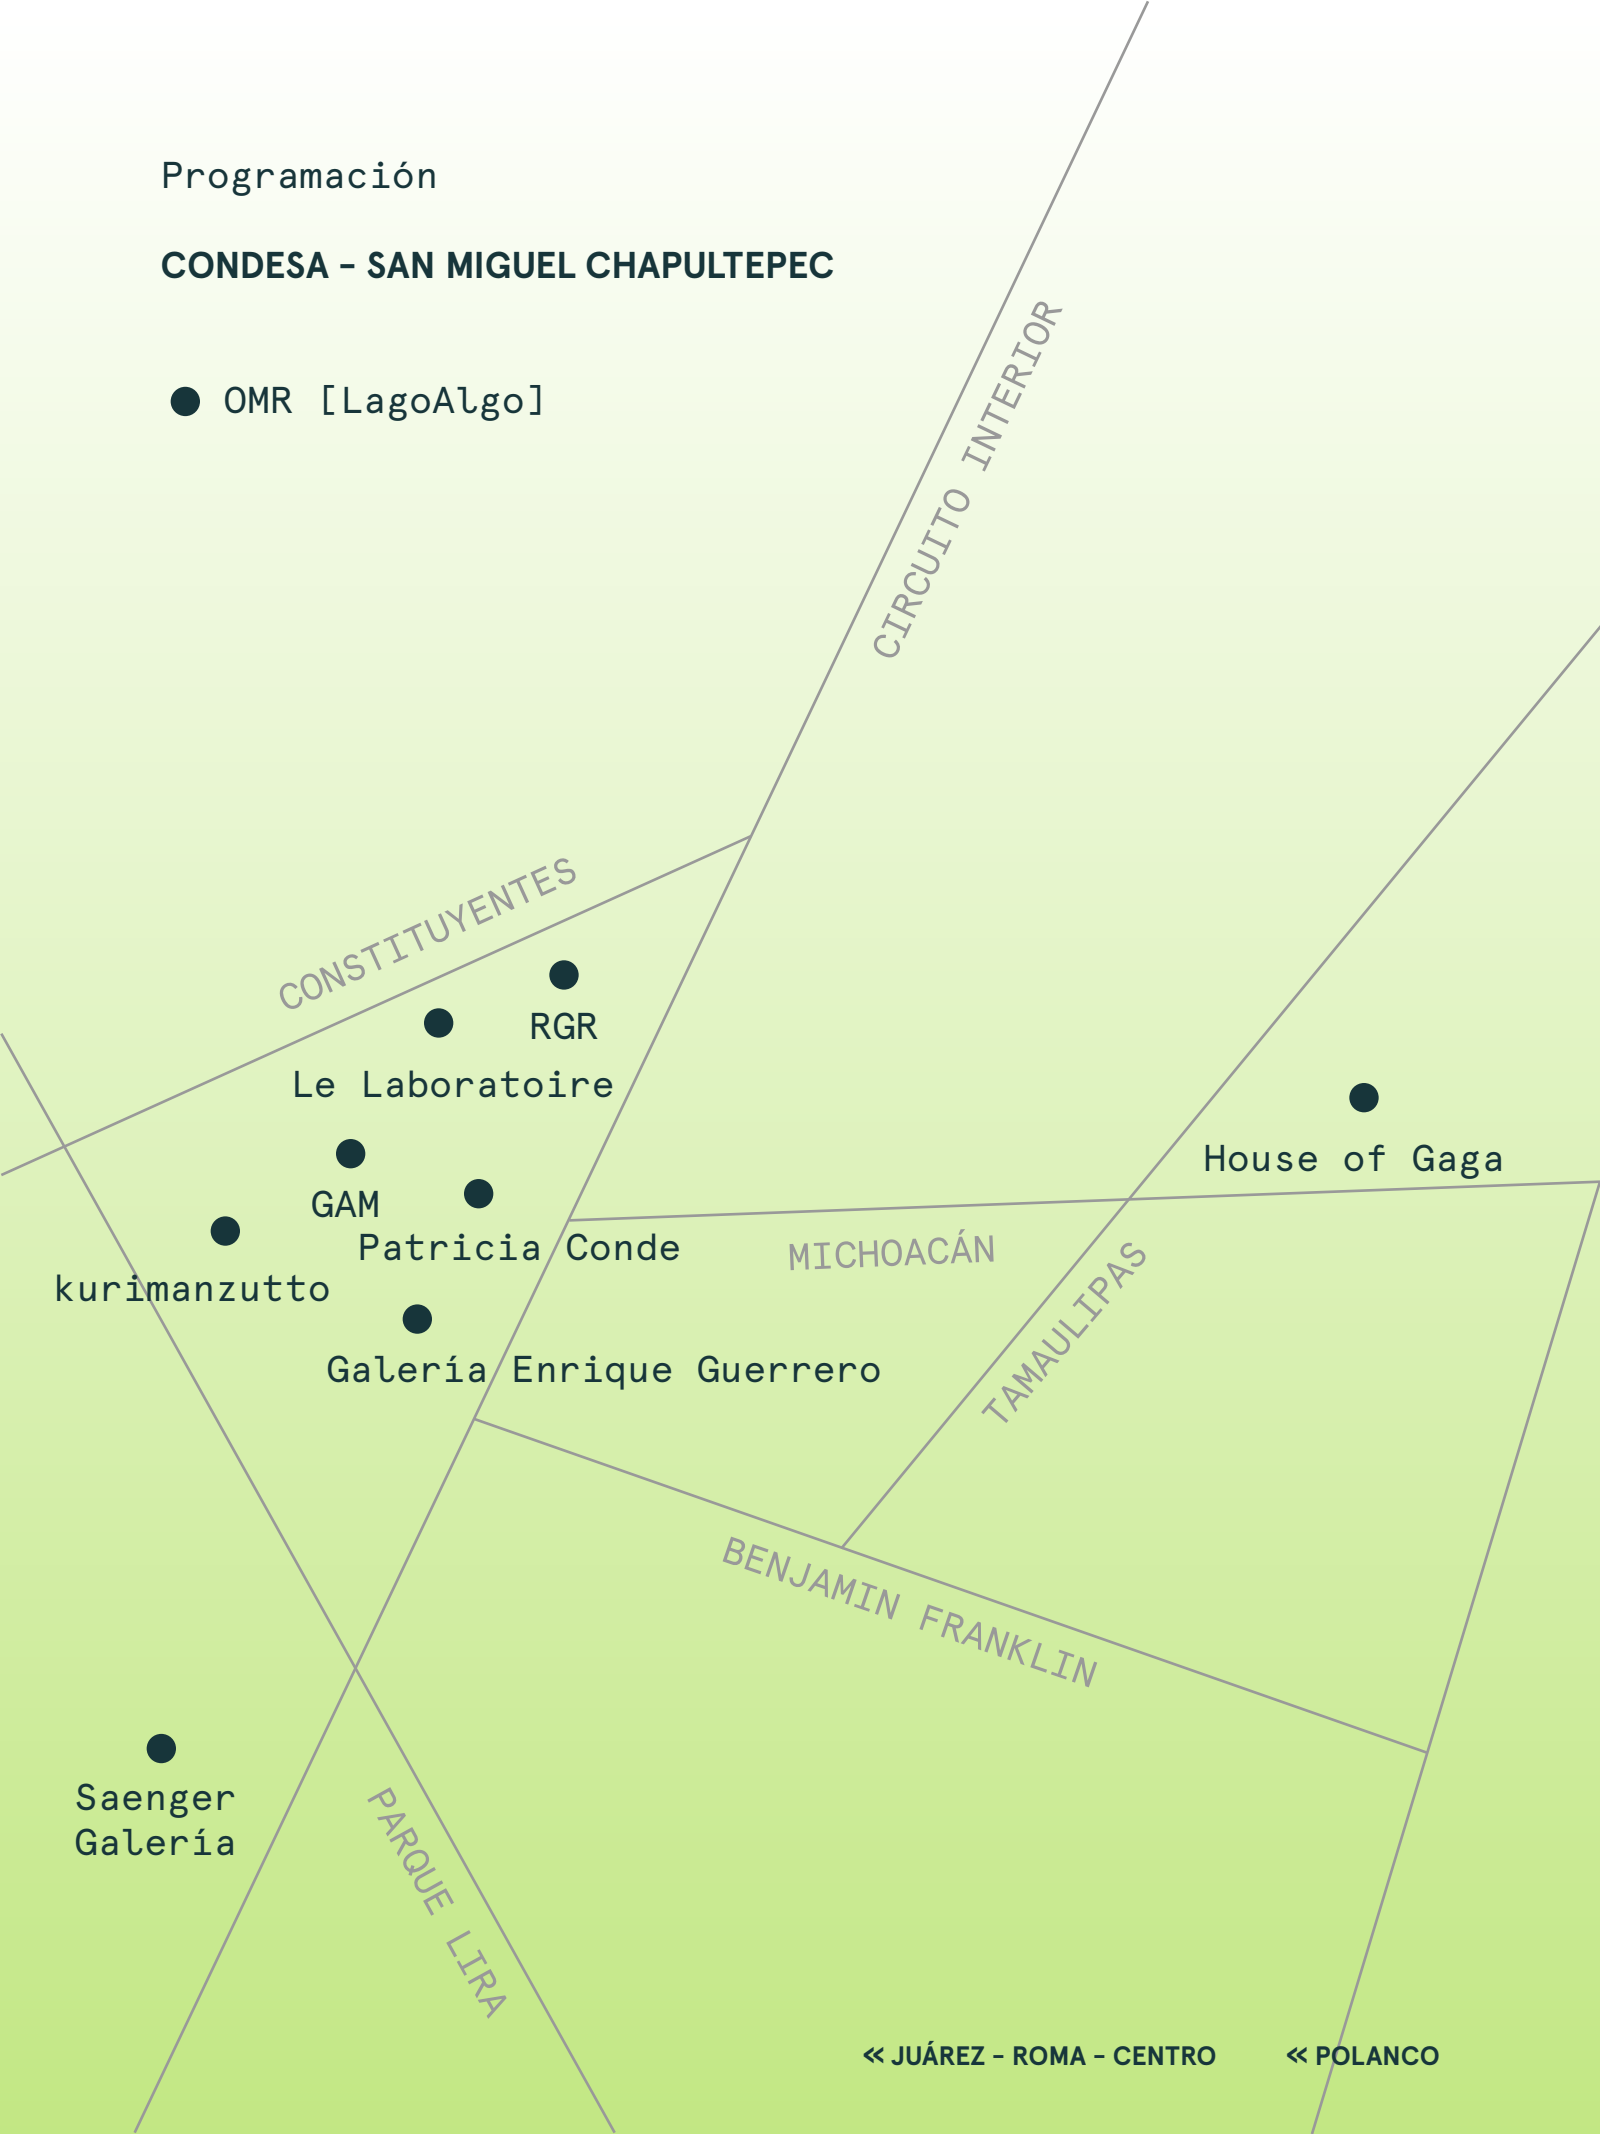 Programación
CONDESA – SAN MIGUEL CHAPULTEPEC
OMR [LagoAlgo]
CIRCUITO INTERIOR
CONSTITUYENTES
RGR
Le Laboratoire
House of Gaga
GAM
Patricia Conde
MICHOACÁN
kurimanzutto
TAMAULIPAS
Galería Enrique Guerrero
BENJAMIN FRANKLIN
Saenger
Galería
PARQUE LIRA
« JUÁREZ – ROMA – CENTRO
« POLANCO